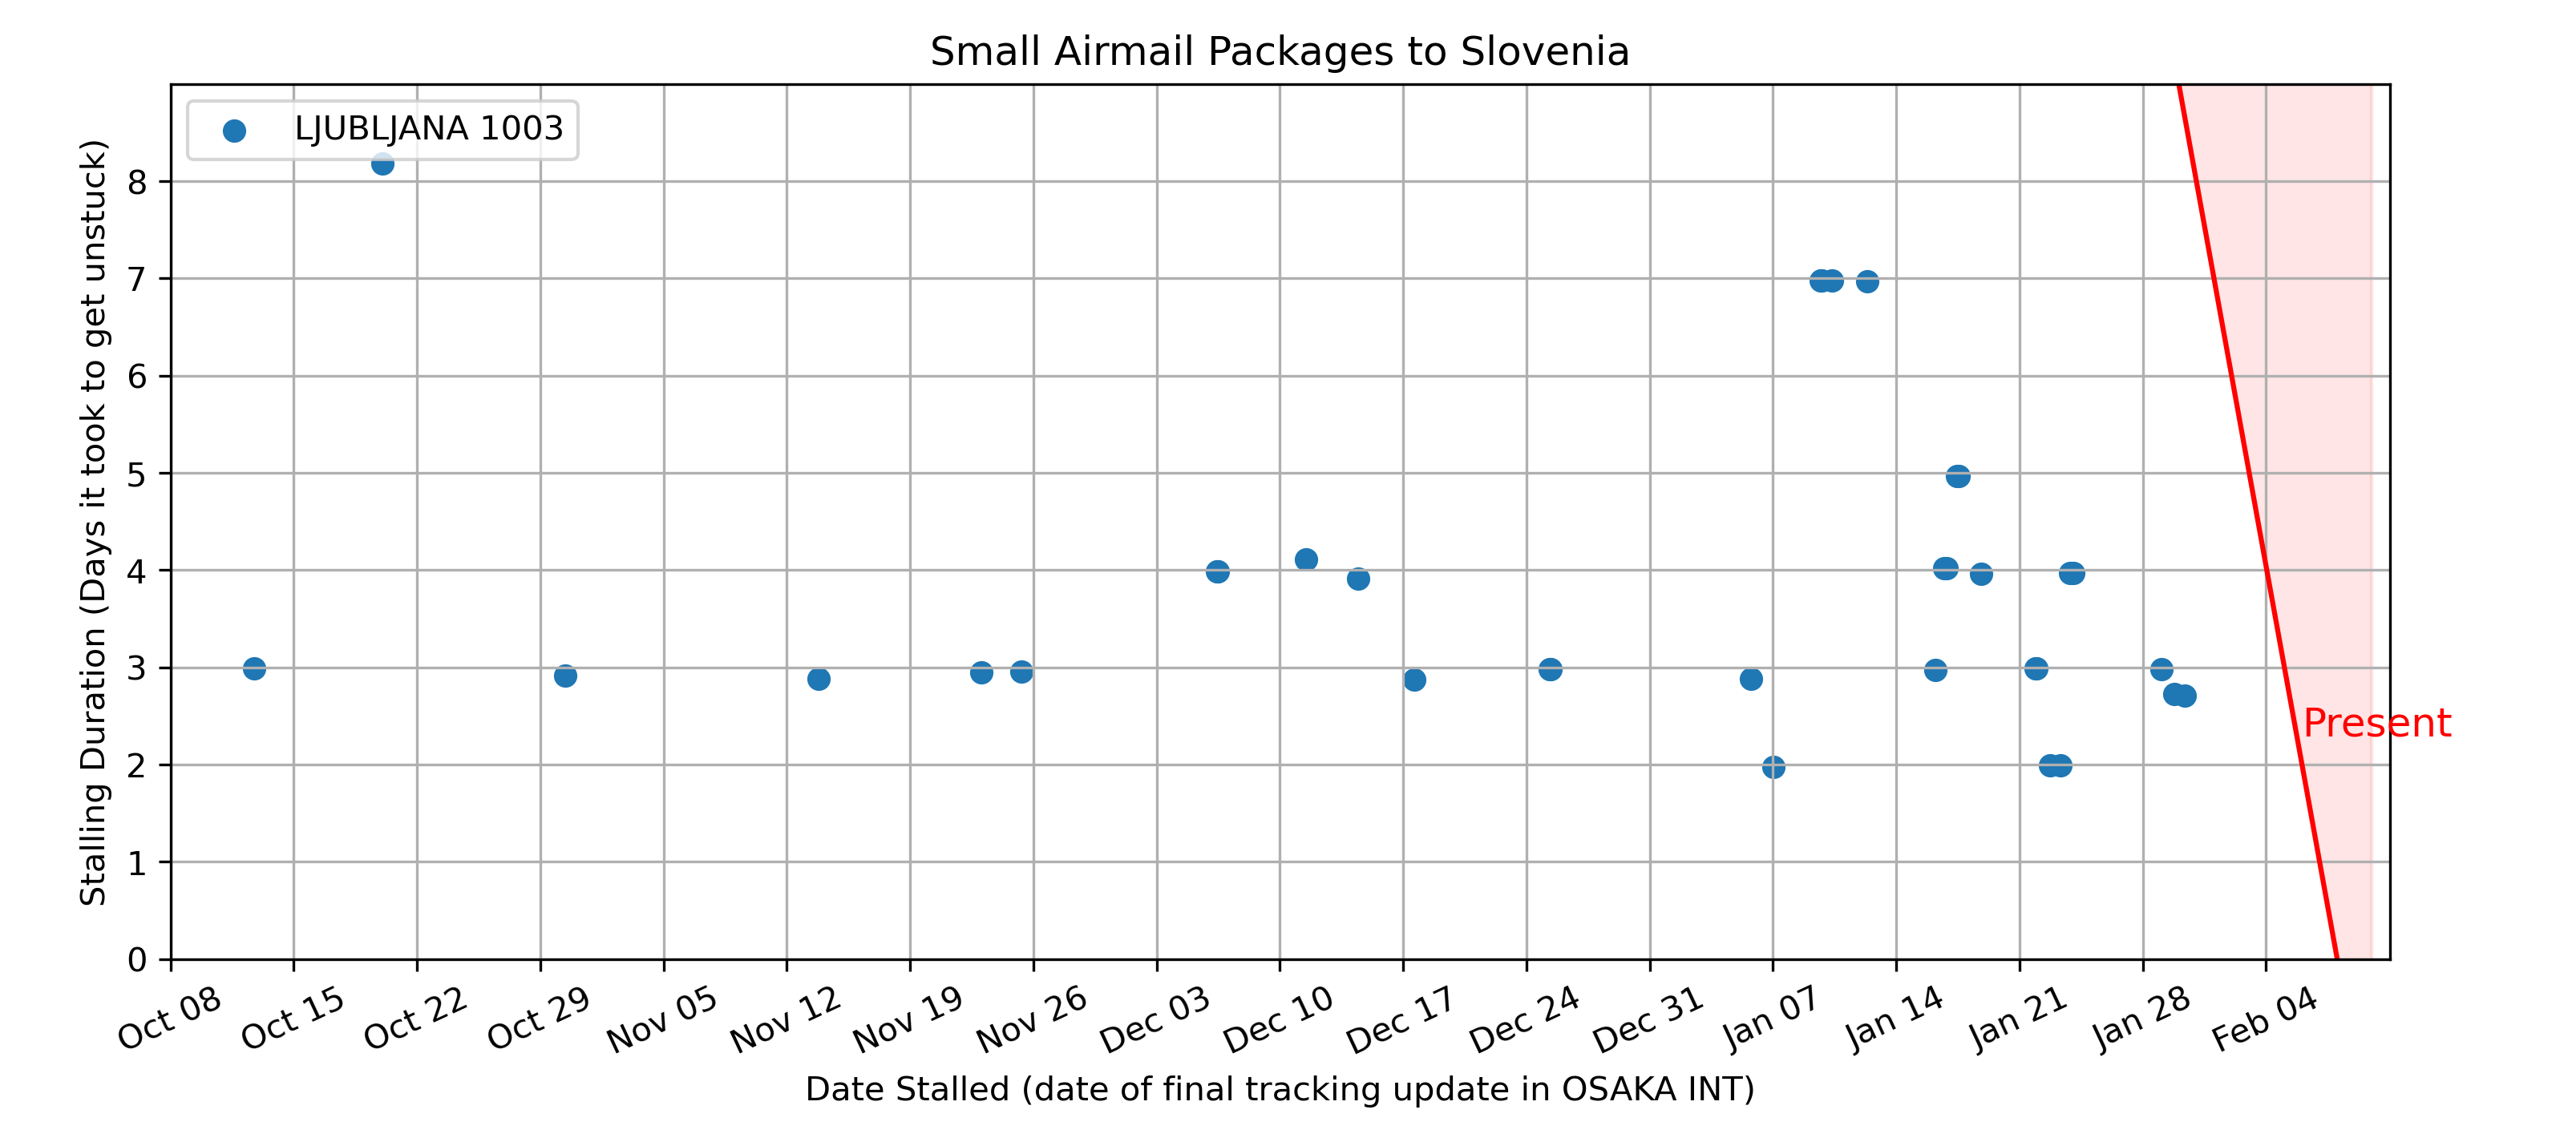 Small Airmail Packages to Slovenia
LJUBLJANA 1003
Stalling Duration (Days it took to get unstuck)
8
7
6
5
4
3
2
1
0
Present
Oct 08
Oct 15
Oct 22
Oct 29
Nov 05
Nov 12
Nov 19
Nov 26
Dec 03
Dec 10
Dec 17
Dec 24
Dec 31
Jan 07
Jan 14
Jan 21
Jan 28
Feb 04
Date Stalled (date of final tracking update in OSAKA INT)